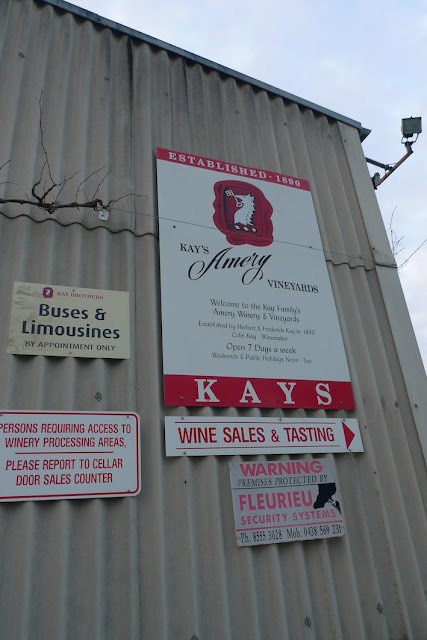 ESTABLISHED · 1890
KAY'S
Amery
VINEYARDS
Welcome to the Kay Family's
Amery Winery & Vineyards
Established by Herbert & Frederick Kay in 1890
Colin Kay - Winemaker
Open 7 Days a week
Weekends & Public Holidays Noon - 5pm
KAYS
KAY BROTHERS
Buses &
Limousines
BY APPOINTMENT ONLY
WINE SALES & TASTING
PERSONS REQUIRING ACCESS TO
WINERY PROCESSING AREAS,
PLEASE REPORT TO CELLAR
DOOR SALES COUNTER
WARNING
PREMISES PROTECTED BY
FLEURIEU
SECURITY SYSTEMS
Ph. 8555 3028 Mob. 0438 569 231